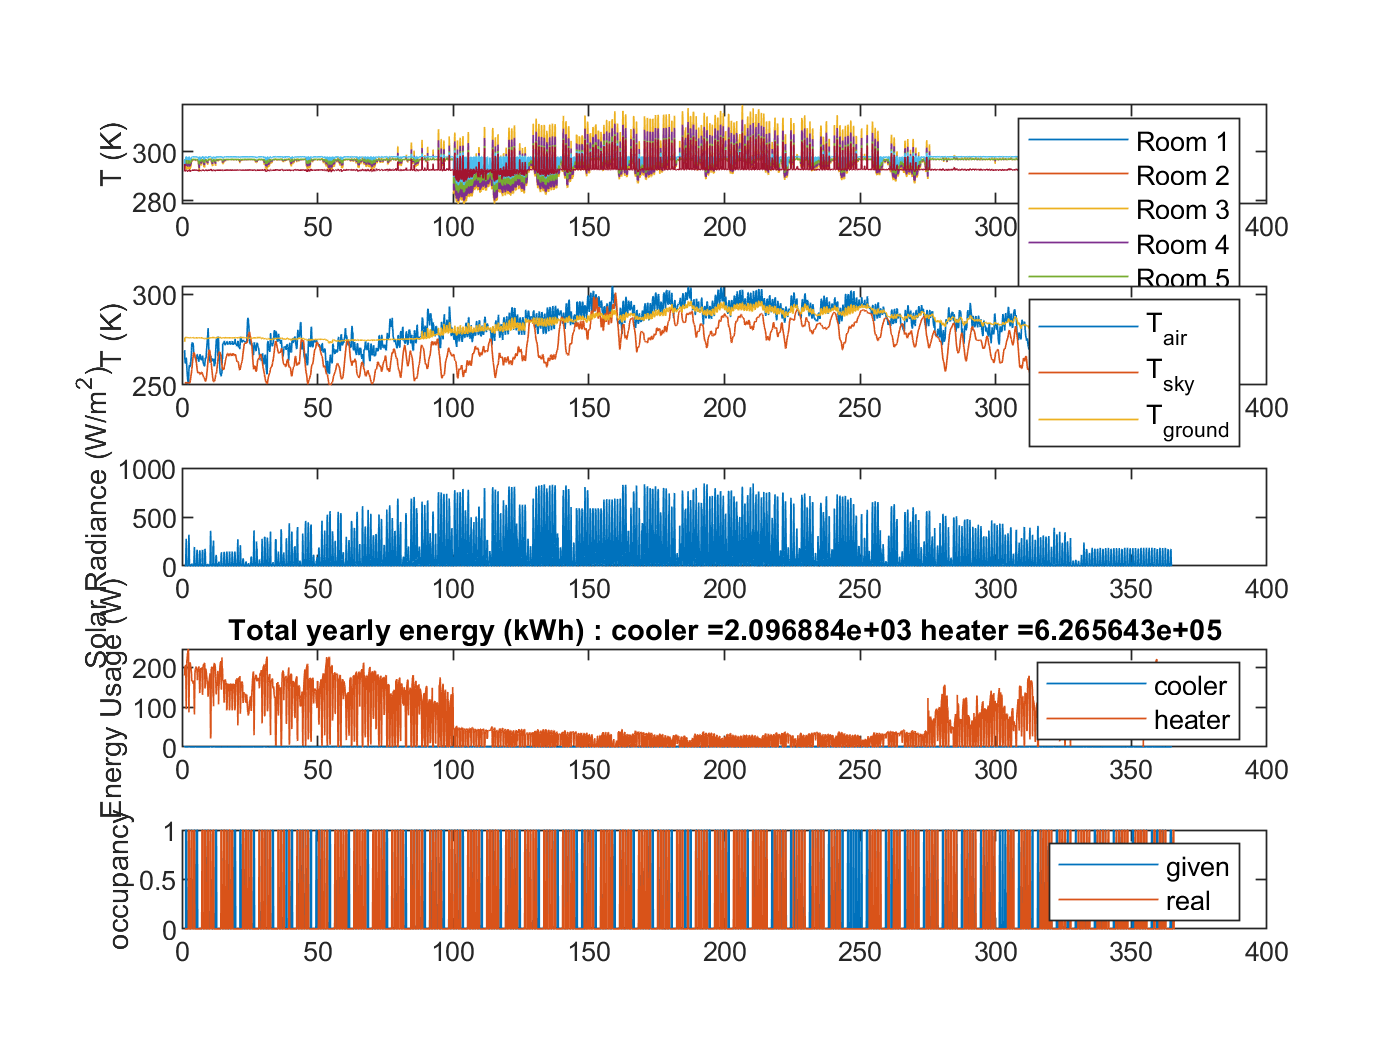 T (K)
300
280
0 50 100 150 200 250 300 400
Room 1
Room 2
Room 3
Room 4
Room 5
T (K)
300
250
0 50 100 150 200 250 300 400
T_air
T_sky
T_ground
Solar Radiance (W/m²)
1000
500
0
0 50 100 150 200 250 300 350 400
Total yearly energy (kWh) : cooler =2.096884e+03 heater =6.265643e+05
Energy Usage (W)
200
100
0
0 50 100 150 200 250 300 350 400
cooler
heater
occupancy
1
0.5
0
0 50 100 150 200 250 300 350 400
given
real